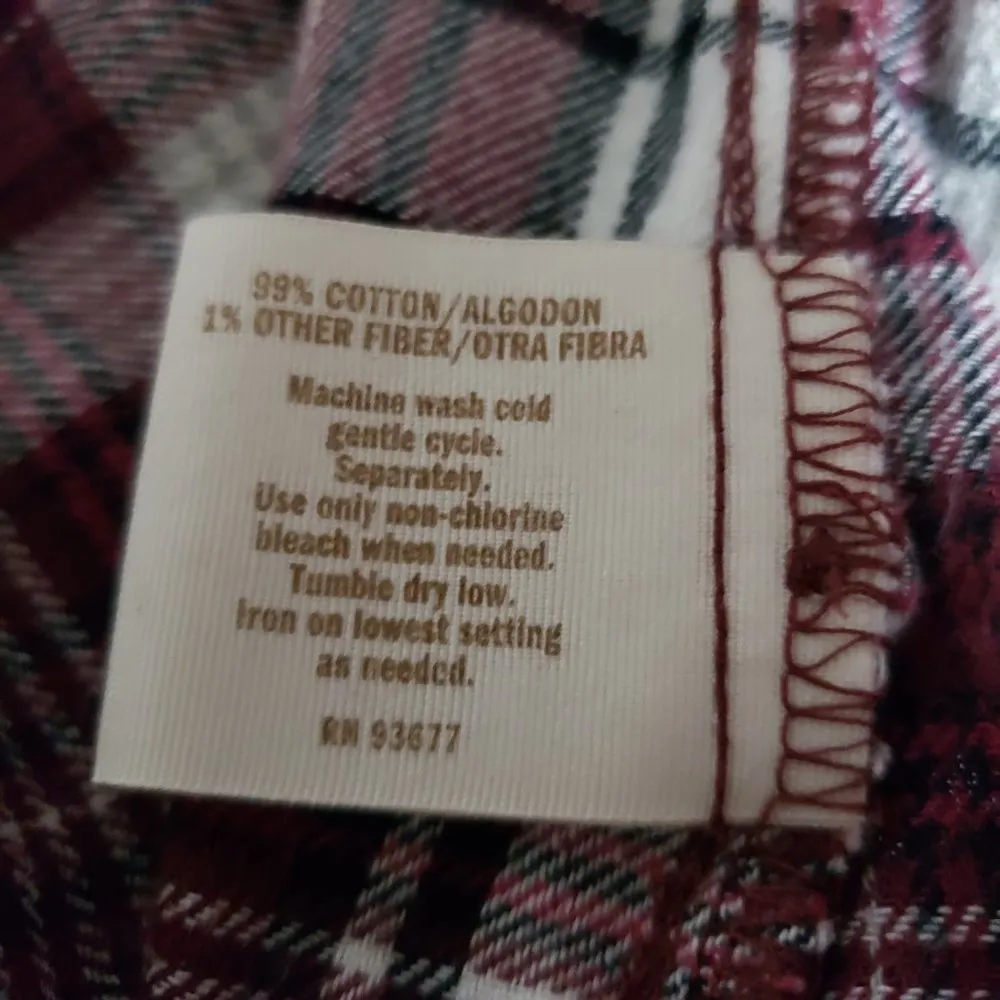 99% COTTON/ALGODON
1% OTHER FIBER/OTRA FIBRA
Machine wash cold
gentle cycle.
Separately.
Use only non-chlorine
bleach when needed.
Tumble dry low.
Iron on lowest setting
as needed.
RN 93677